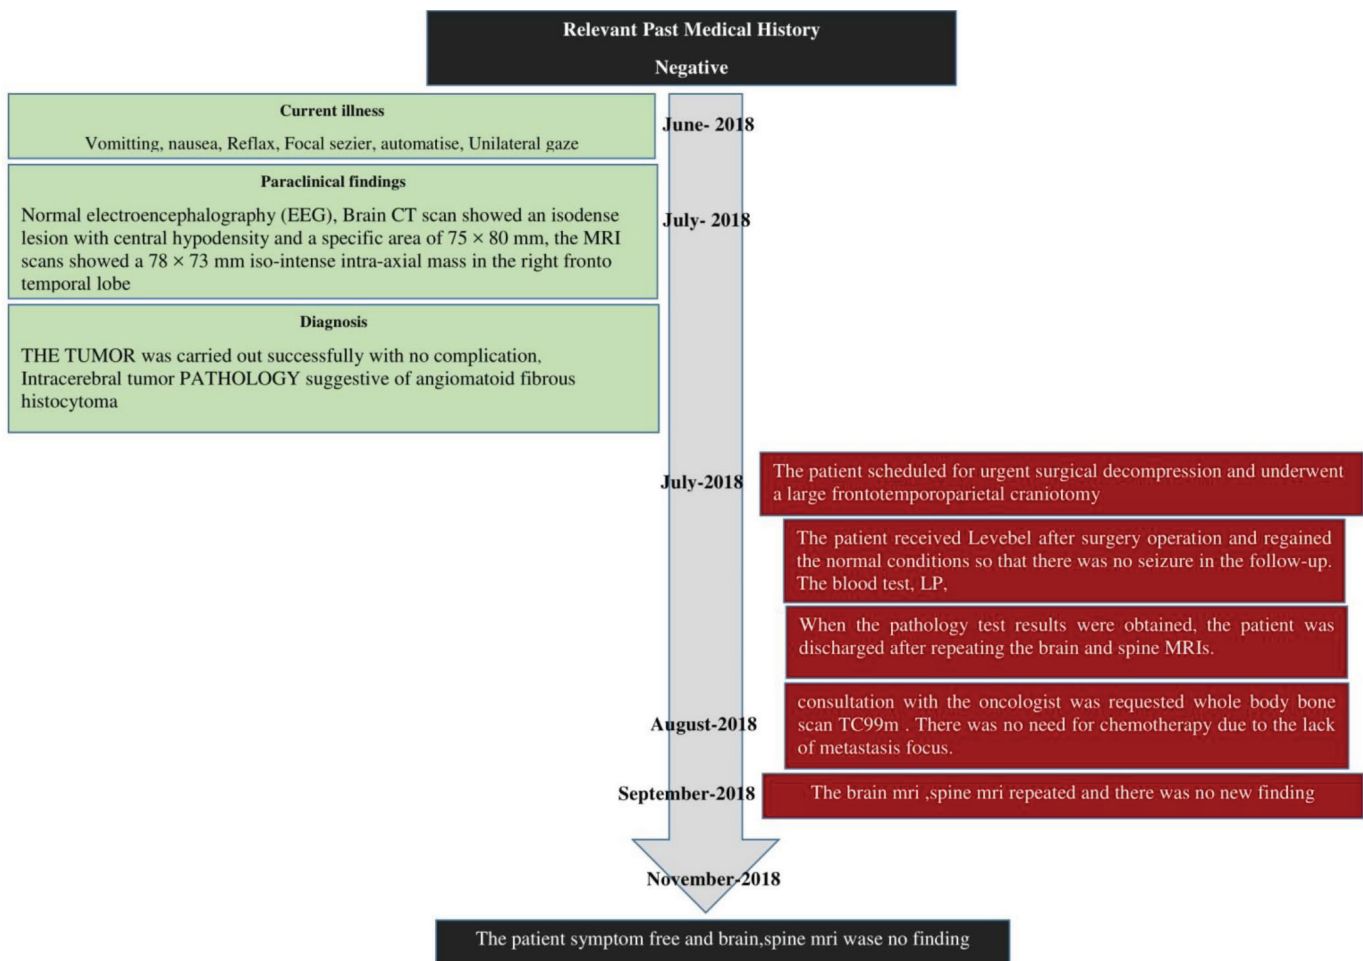 Relevant Past Medical History
Negative
Current illness
Vomitting, nausea, Reflax, Focal sezier, automatise, Unilateral gaze
June- 2018
Paraclinical findings
Normal electroencephalography (EEG), Brain CT scan showed an isodense
lesion with central hypodensity and a specific area of 75 × 80 mm, the MRI
scans showed a 78 × 73 mm iso-intense intra-axial mass in the right fronto
temporal lobe
July- 2018
Diagnosis
THE TUMOR was carried out successfully with no complication,
Intracerebral tumor PATHOLOGY suggestive of angiomatoid fibrous
histocytoma
July-2018
The patient scheduled for urgent surgical decompression and underwent
a large frontotemporoparietal craniotomy
The patient received Levebel after surgery operation and regained
the normal conditions so that there was no seizure in the follow-up.
The blood test, LP,
When the pathology test results were obtained, the patient was
discharged after repeating the brain and spine MRIs.
August-2018
consultation with the oncologist was requested whole body bone
scan TC99m . There was no need for chemotherapy due to the lack
of metastasis focus.
September-2018
The brain mri ,spine mri repeated and there was no new finding
November-2018
The patient symptom free and brain,spine mri wase no finding